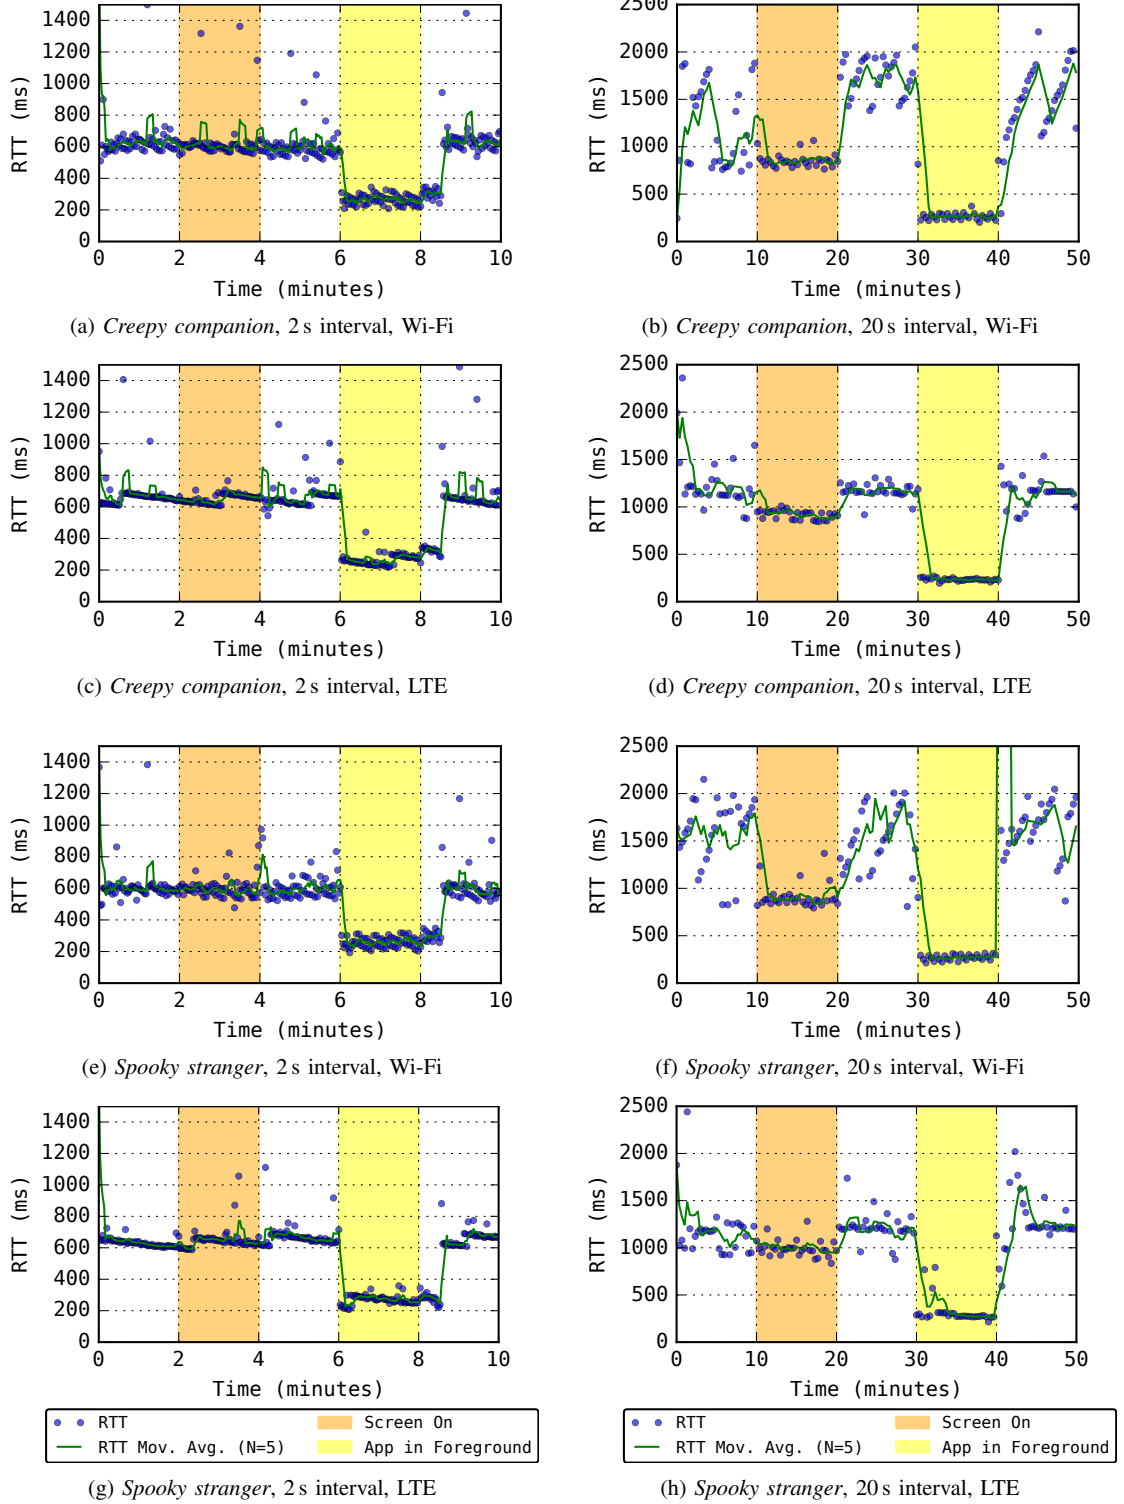 1400
1200
1000
800
600
400
200
0
RTT (ms)
0 2 4 6 8 10
Time (minutes)
(a) Creepy companion, 2 s interval, Wi-Fi
2500
2000
1500
1000
500
0
RTT (ms)
0 10 20 30 40 50
Time (minutes)
(b) Creepy companion, 20 s interval, Wi-Fi
1400
1200
1000
800
600
400
200
0
RTT (ms)
0 2 4 6 8 10
Time (minutes)
(c) Creepy companion, 2 s interval, LTE
2500
2000
1500
1000
500
0
RTT (ms)
0 10 20 30 40 50
Time (minutes)
(d) Creepy companion, 20 s interval, LTE
1400
1200
1000
800
600
400
200
0
RTT (ms)
0 2 4 6 8 10
Time (minutes)
(e) Spooky stranger, 2 s interval, Wi-Fi
2500
2000
1500
1000
500
0
RTT (ms)
0 10 20 30 40 50
Time (minutes)
(f) Spooky stranger, 20 s interval, Wi-Fi
1400
1200
1000
800
600
400
200
0
RTT (ms)
0 2 4 6 8 10
Time (minutes)
RTT Screen On
RTT Mov. Avg. (N=5) App in Foreground
(g) Spooky stranger, 2 s interval, LTE
2500
2000
1500
1000
500
0
RTT (ms)
0 10 20 30 40 50
Time (minutes)
RTT Screen On
RTT Mov. Avg. (N=5) App in Foreground
(h) Spooky stranger, 20 s interval, LTE